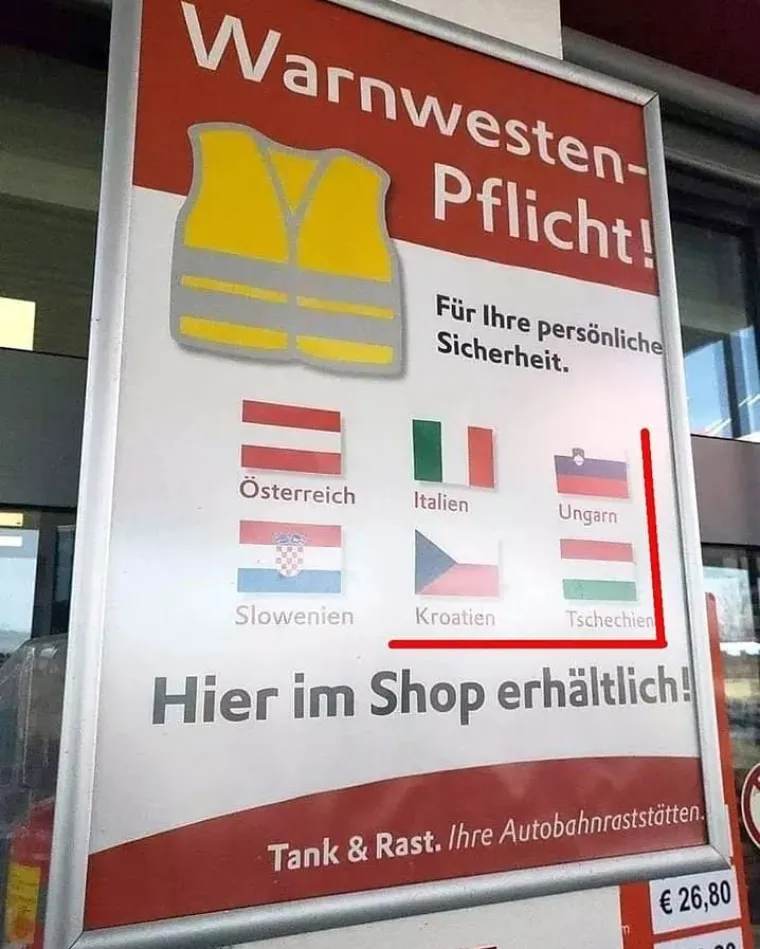 Warnwesten-
Pflicht!
Für Ihre persönliche
Sicherheit.
Österreich
Italien
Ungarn
Slowenien
Kroatien
Tschechien
Hier im Shop erhältlich!
Tank & Rast. Ihre Autobahnraststätten.
€ 26,80